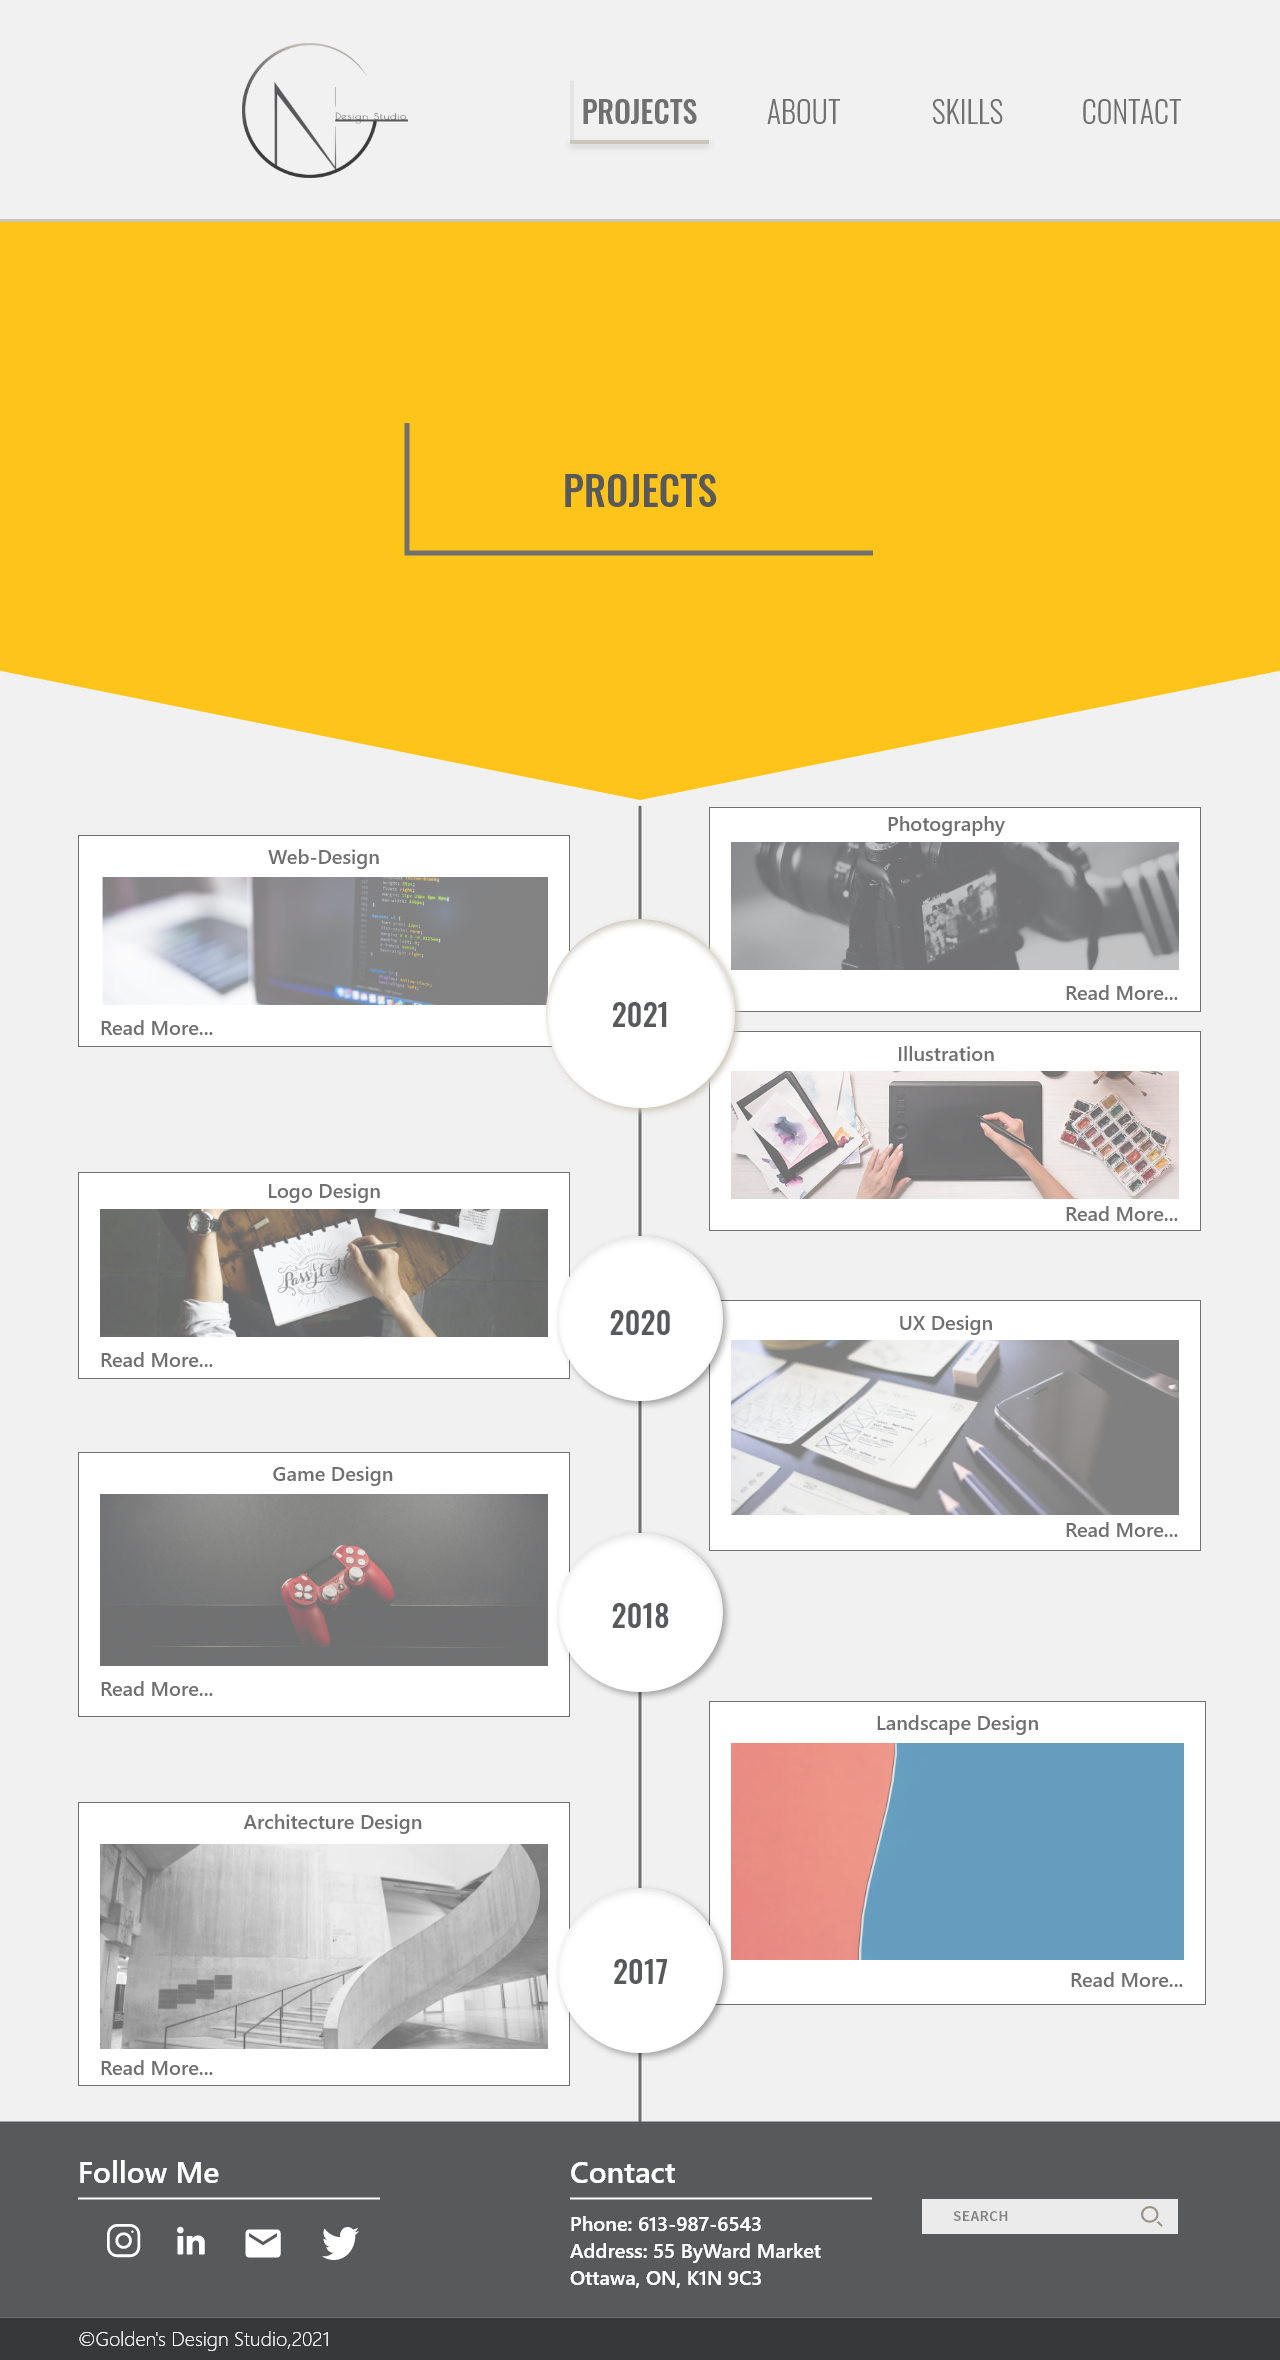 Design Studio
PROJECTS ABOUT SKILLS CONTACT
PROJECTS
Photography
Read More...
Web-Design
Read More...
2021
Illustration
Read More...
Logo Design
Read More...
2020
UX Design
Read More...
Game Design
Read More...
2018
Landscape Design
Read More...
Architecture Design
Read More...
2017
Follow Me
Contact
Phone: 613-987-6543
Address: 55 ByWard Market
Ottawa, ON, K1N 9C3
SEARCH
©Golden's Design Studio,2021